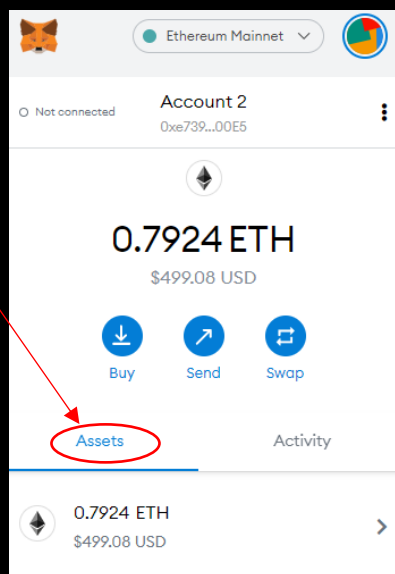 Ethereum Mainnet
Not connected
Account 2
0xe739...00E5
0.7924 ETH
$499.08 USD
Buy Send Swap
Assets Activity
0.7924 ETH
$499.08 USD